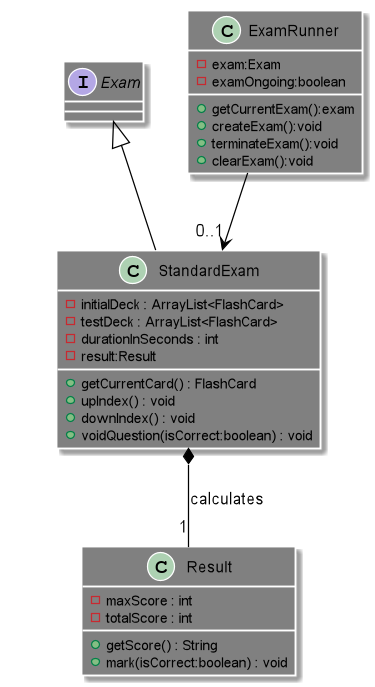 C ExamRunner
exam:Exam
examOngoing:boolean
getCurrentExam():exam
createExam():void
terminateExam():void
clearExam():void
I Exam
0..1
C StandardExam
initialDeck : ArrayList<FlashCard>
testDeck : ArrayList<FlashCard>
durationInSeconds : int
result:Result
getCurrentCard() : FlashCard
upIndex() : void
downIndex() : void
voidQuestion(isCorrect:boolean) : void
calculates
1
C Result
maxScore : int
totalScore : int
getScore() : String
mark(isCorrect:boolean) : void